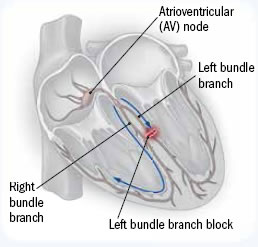 Atrioventricular
(AV) node
Left bundle
branch
Right
bundle
branch
Left bundle branch block